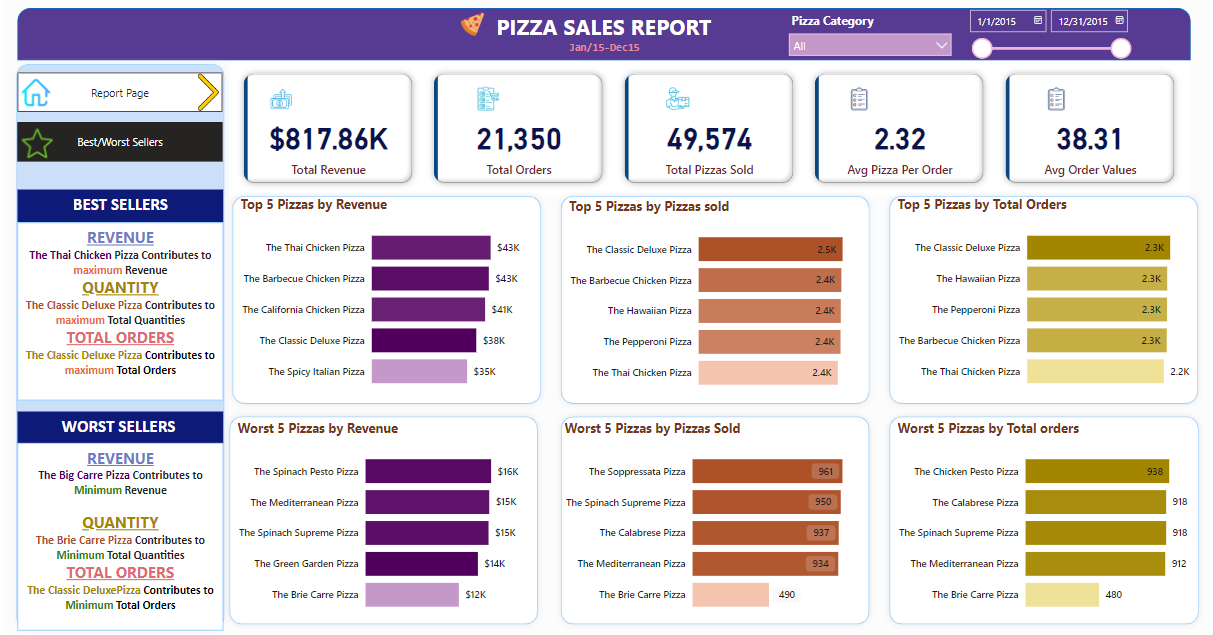 PIZZA SALES REPORT
Jan/15-Dec15
Pizza Category
All
1/1/2015
12/31/2015
Report Page
Best/Worst Sellers
$817.86K
Total Revenue
21,350
Total Orders
49,574
Total Pizzas Sold
2.32
Avg Pizza Per Order
38.31
Avg Order Values
BEST SELLERS
REVENUE
The Thai Chicken Pizza Contributes to
maximum Revenue
QUANTITY
The Classic Deluxe Pizza Contributes to
maximum Total Quantities
TOTAL ORDERS
The Classic Deluxe Pizza Contributes to
maximum Total Orders
WORST SELLERS
REVENUE
The Big Carre Pizza Contributes to
Minimum Revenue
QUANTITY
The Brie Carre Pizza Contributes to
Minimum Total Quantities
TOTAL ORDERS
The Classic DeluxePizza Contributes to
Minimum Total Orders
Top 5 Pizzas by Revenue
The Thai Chicken Pizza $43K
The Barbecue Chicken Pizza $43K
The California Chicken Pizza $41K
The Classic Deluxe Pizza $38K
The Spicy Italian Pizza $35K
Top 5 Pizzas by Pizzas sold
The Classic Deluxe Pizza 2.5K
The Barbecue Chicken Pizza 2.4K
The Hawaiian Pizza 2.4K
The Pepperoni Pizza 2.4K
The Thai Chicken Pizza 2.4K
Top 5 Pizzas by Total Orders
The Classic Deluxe Pizza 2.3K
The Hawaiian Pizza 2.3K
The Pepperoni Pizza 2.3K
The Barbecue Chicken Pizza 2.3K
The Thai Chicken Pizza 2.2K
Worst 5 Pizzas by Revenue
The Spinach Pesto Pizza $16K
The Mediterranean Pizza $15K
The Spinach Supreme Pizza $15K
The Green Garden Pizza $14K
The Brie Carre Pizza $12K
Worst 5 Pizzas by Pizzas Sold
The Soppressata Pizza 961
The Spinach Supreme Pizza 950
The Calabrese Pizza 937
The Mediterranean Pizza 934
The Brie Carre Pizza 490
Worst 5 Pizzas by Total orders
The Chicken Pesto Pizza 938
The Calabrese Pizza 918
The Spinach Supreme Pizza 918
The Mediterranean Pizza 912
The Brie Carre Pizza 480